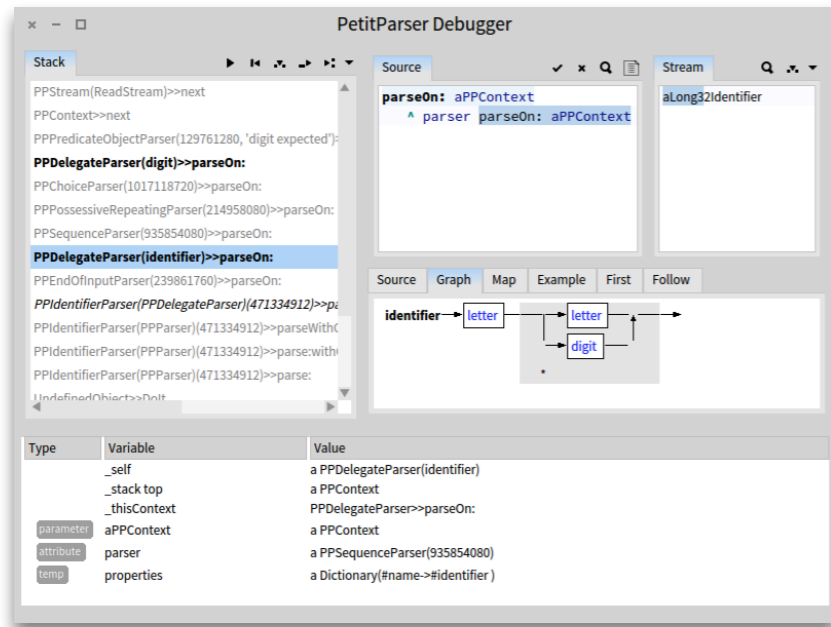 PetitParser Debugger
Stack
PPStream(ReadStream)>>next
PPContext>>next
PPPredicateObjectParser(129761280, 'digit expected')>
PPDelegateParser(digit)>>parseOn:
PPChoiceParser(1017118720)>>parseOn:
PPPossessiveRepeatingParser(214958080)>>parseOn:
PPSequenceParser(935854080)>>parseOn:
PPDelegateParser(identifier)>>parseOn:
PPEndOfInputParser(239861760)>>parseOn:
PPIdentifierParser(PPDelegateParser)(471334912)>>pa
PPIdentifierParser(PPParser)(471334912)>>parseWithC
PPIdentifierParser(PPParser)(471334912)>>parse:with
PPIdentifierParser(PPParser)(471334912)>>parse:
UndefinedObject>>DoIt
Source
parseOn: aPPContext
^ parser parseOn: aPPContext
Stream
aLong32Identifier
Source Graph Map Example First Follow
identifier letter letter
digit
*
Type Variable Value
_self a PPDelegateParser(identifier)
_stack top a PPContext
_thisContext PPDelegateParser>>parseOn:
parameter aPPContext a PPContext
attribute parser a PPSequenceParser(935854080)
temp properties a Dictionary(#name->#identifier )